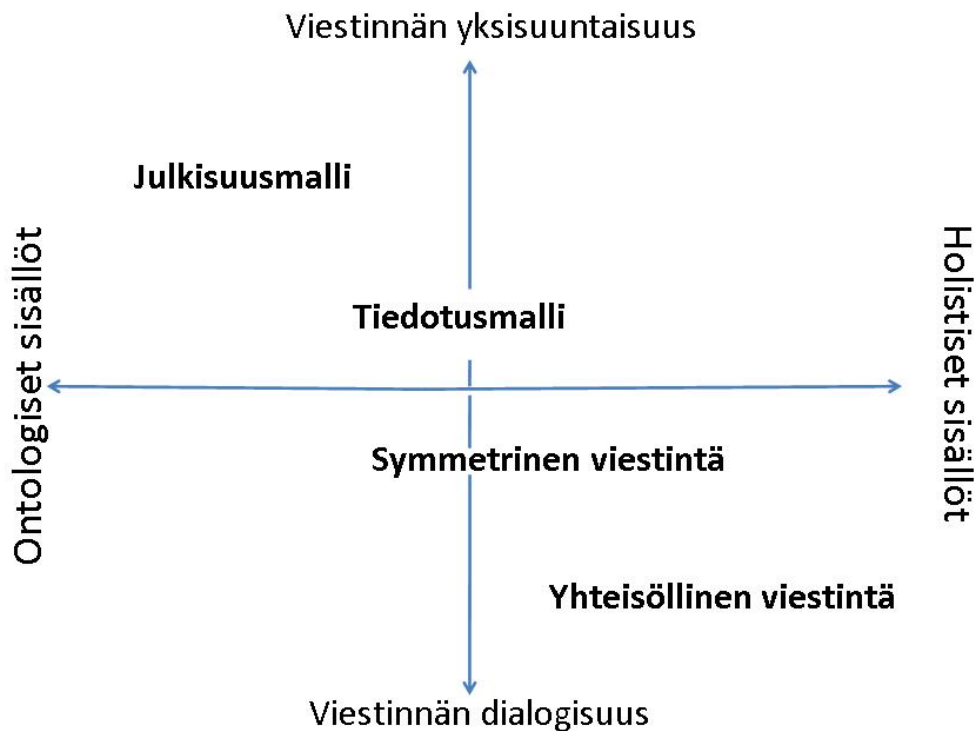 Viestinnän yksisuuntaisuus
Julkisuusmalli
Ontologiset sisällöt
Holistiset sisällöt
Tiedotusmalli
Symmetrinen viestintä
Yhteisöllinen viestintä
Viestinnän dialogisuus